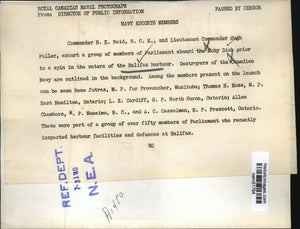 ROYAL CANADIAN NAVAL PHOTOGRAPH
PASSED BY CENSOR
From: DIRECTOR OF PUBLIC INFORMATION
NAVY ESCORTS MEMBERS
Commander H. E. Reid, R. C. N., and Lieutenant Commander Hugh
Puller, escort a group of members of Parliament aboard the Moby Dick prior
to a spin in the waters of the Halifax harbour. Destroyers of the Canadian
Navy are outlined in the background. Among the members present on the launch
can be seen Rene Jutras, M. P. for Provencher, Manitoba; Thomas H. Ross, M. P.
East Hamilton, Ontario; L. E. Cardiff, M. P. North Huron, Ontario; Allan
Chambers, M. P. Nanaimo, B. C., and A. C. Casselman, M. P. Prescott, Ontario.
These were part of a group of over fifty members of Parliament who recently
inspected harbour facilities and defences at Halifax.
30
REF. DEPT.
N.E.A.